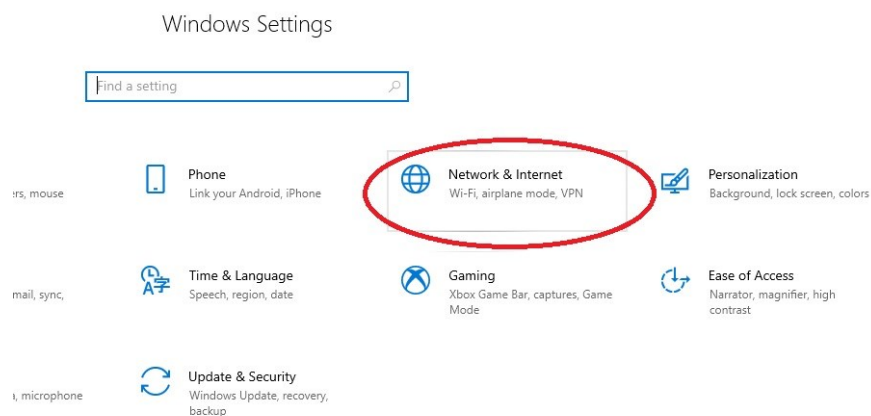 Windows Settings
Find a setting
Phone
Link your Android, iPhone
Network & Internet
Wi-Fi, airplane mode, VPN
Personalization
Background, lock screen, colors
mouse
Time & Language
Speech, region, date
Gaming
Xbox Game Bar, captures, Game
Mode
Ease of Access
Narrator, magnifier, high
contrast
sync,
Update & Security
Windows Update, recovery,
backup
microphone